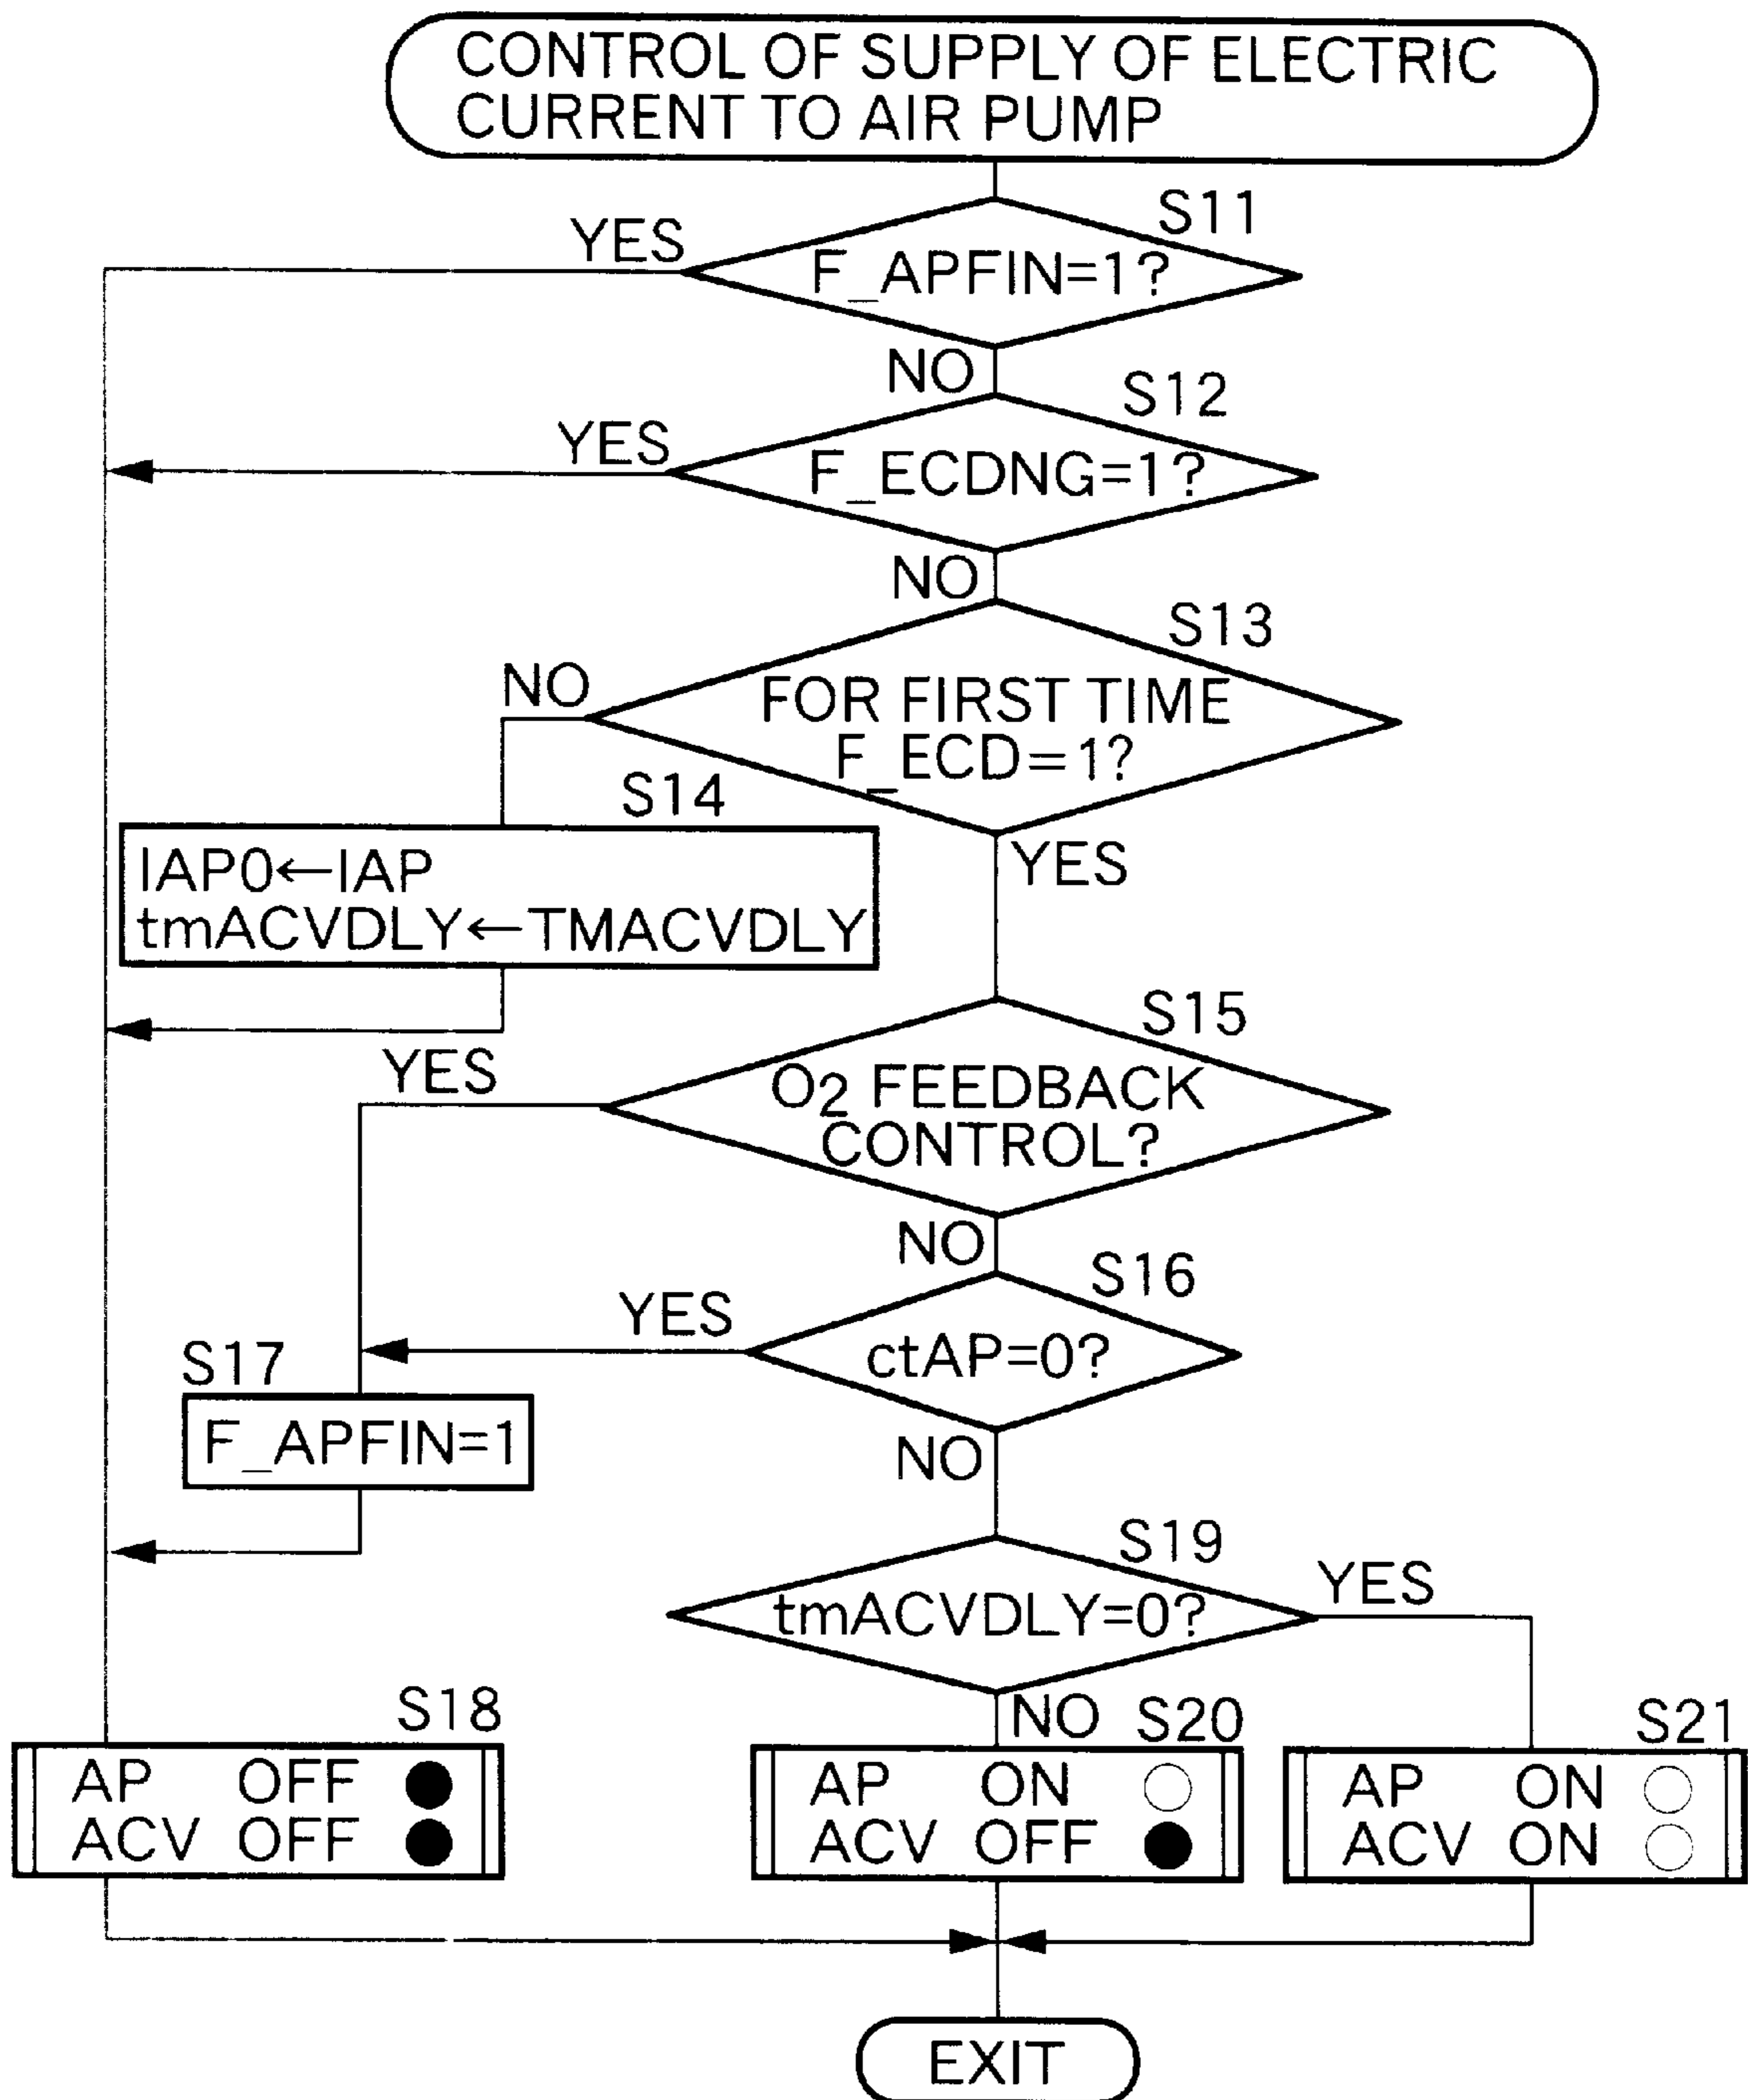 CONTROL OF SUPPLY OF ELECTRIC
CURRENT TO AIR PUMP
S11
YES
F_APFIN=1?
NO
S12
YES
F_ECDNG=1?
NO
S13
NO
FOR FIRST TIME
F_ECD=1?
S14
YES
IAP0←IAP
tmACVDLY←TMACVDLY
S15
YES
O2 FEEDBACK
CONTROL?
NO
S16
YES
ctAP=0?
S17
F_APFIN=1
NO
S19
YES
tmACVDLY=0?
S18
NO
S20
S21
AP OFF
ACV OFF
AP ON
ACV OFF
AP ON
ACV ON
EXIT